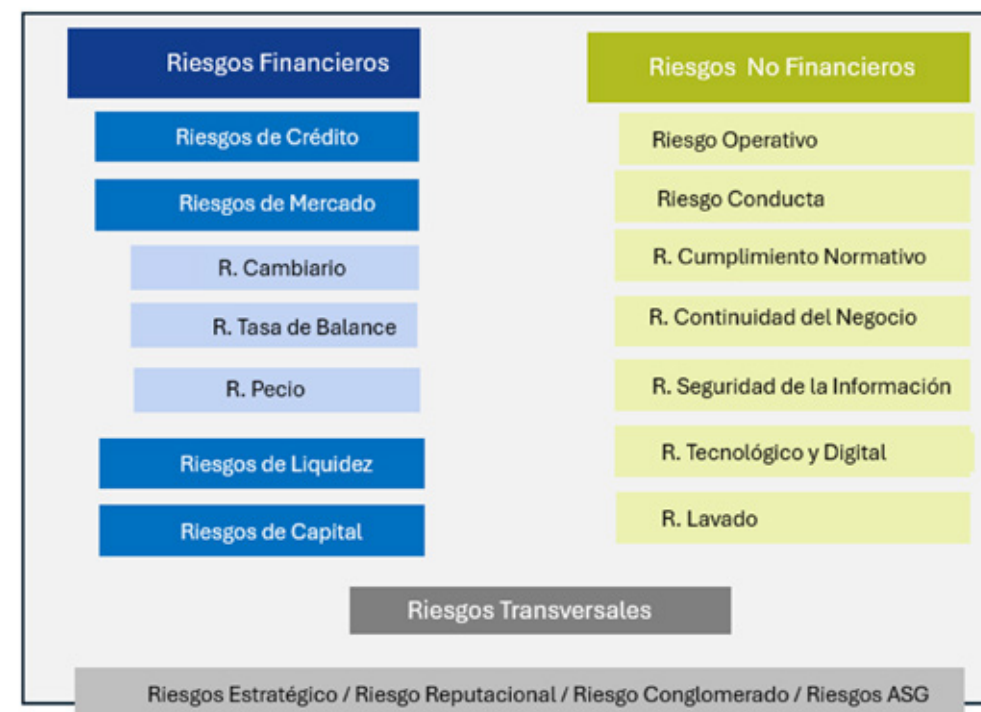 Riesgos Financieros
Riesgos de Crédito
Riesgos de Mercado
R. Cambiario
R. Tasa de Balance
R. Pecio
Riesgos de Liquidez
Riesgos de Capital
Riesgos No Financieros
Riesgo Operativo
Riesgo Conducta
R. Cumplimiento Normativo
R. Continuidad del Negocio
R. Seguridad de la Información
R. Tecnológico y Digital
R. Lavado
Riesgos Transversales
Riesgos Estratégico / Riesgo Reputacional / Riesgo Conglomerado / Riesgos ASG